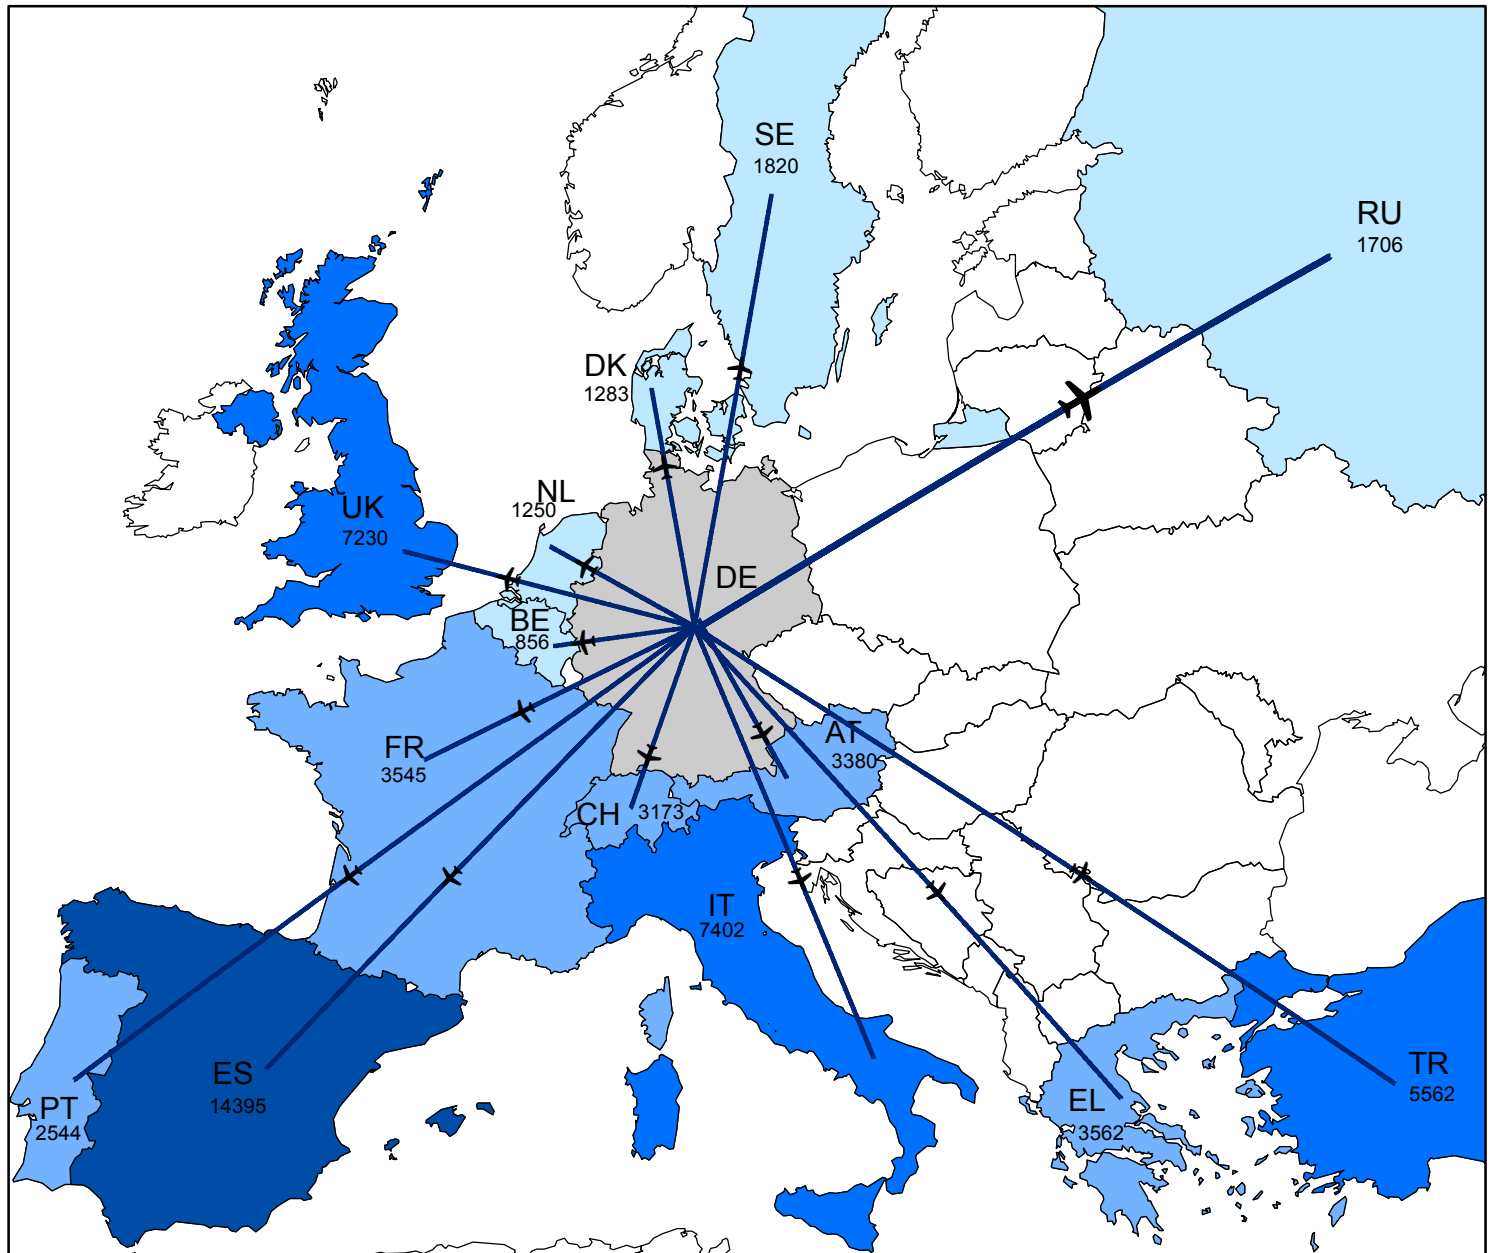 SE
1820
RU
1706
DK
1283
NL
1250
UK
7230
DE
BE
856
FR
3545
AT
3380
CH 3173
IT
7402
ES
14395
PT
2544
EL
3562
TR
5562